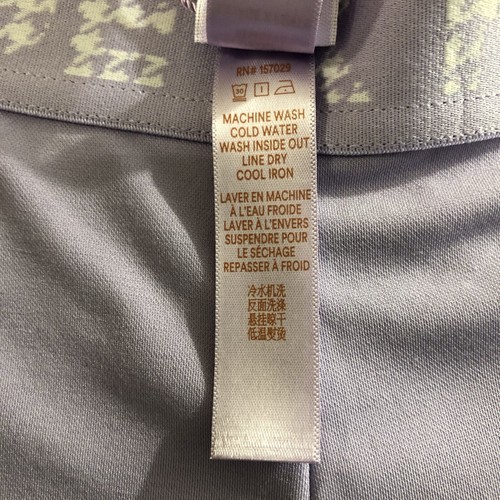 RN# 157029
30
MACHINE WASH
COLD WATER
WASH INSIDE OUT
LINE DRY
COOL IRON
LAVER EN MACHINE
À L'EAU FROIDE
LAVER À L'ENVERS
SUSPENDRE POUR
LE SÉCHAGE
REPASSER À FROID
冷水机洗
反面洗涤
悬挂晾干
低温熨烫